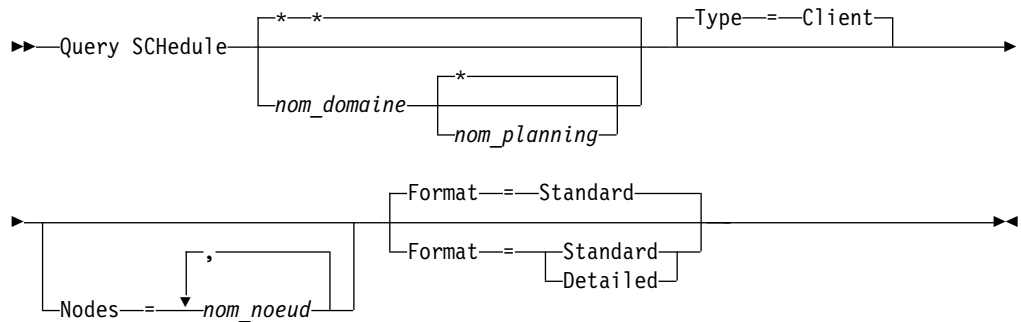 * * Type = Client
Query SCHedule
*
nom_domaine
nom_planning
Format = Standard
, Format = Standard
Detailed
Nodes = nom_noeud